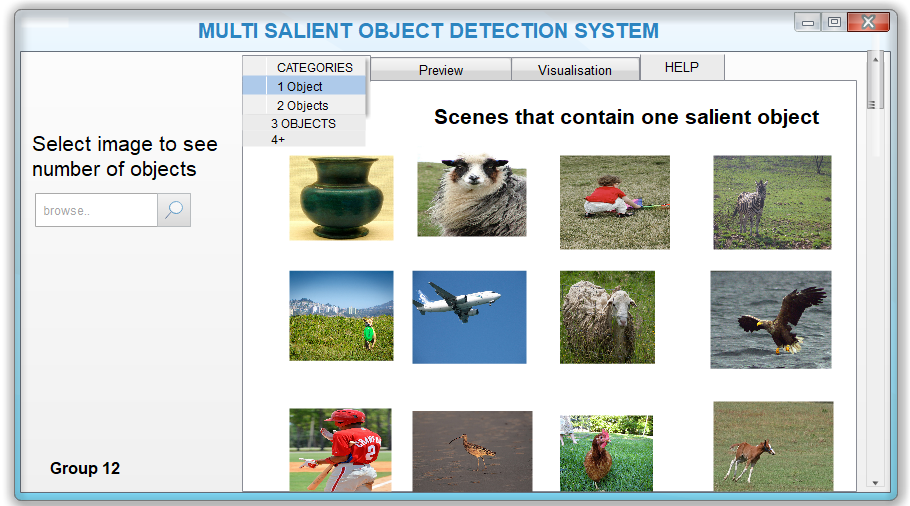 MULTI SALIENT OBJECT DETECTION SYSTEM
CATEGORIES
Preview
Visualisation
HELP
1 Object
2 Objects
3 OBJECTS
4+
Scenes that contain one salient object
Select image to see
number of objects
browse..
Group 12